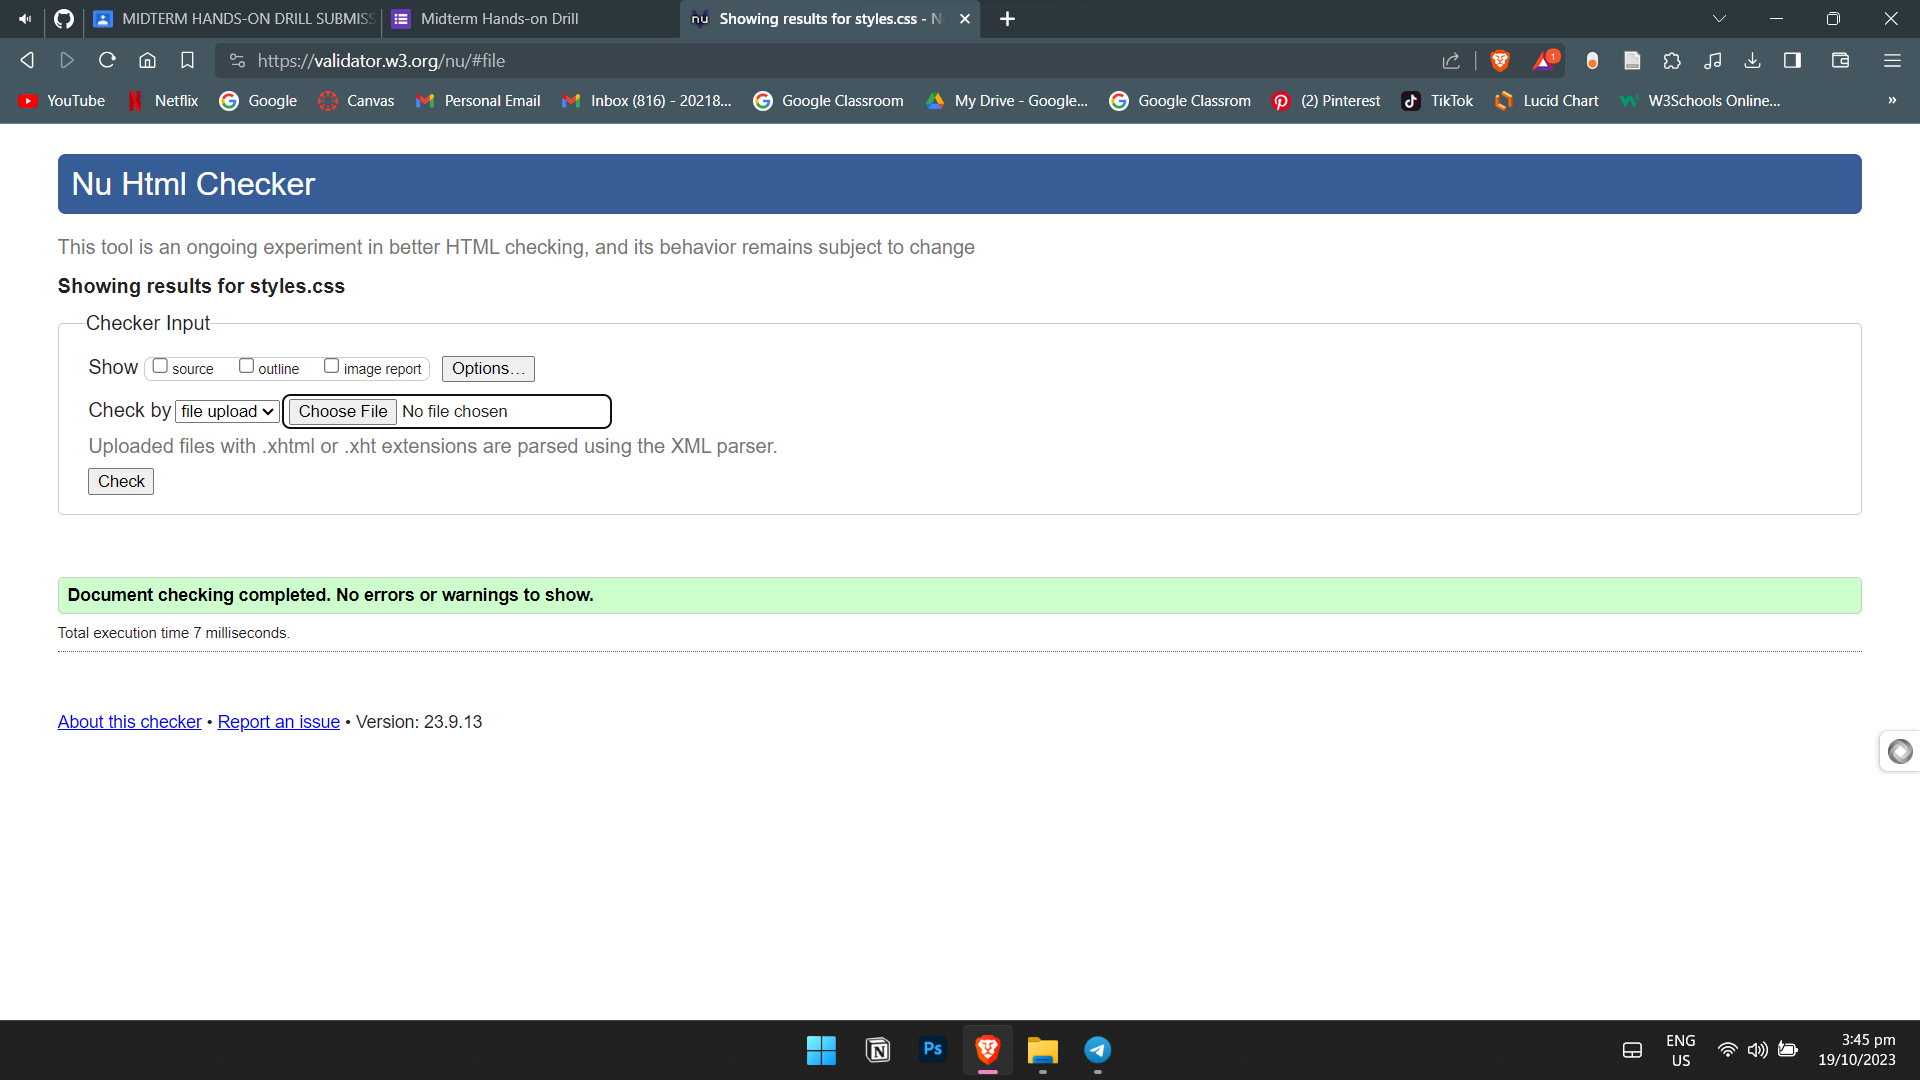 MIDTERM HANDS-ON DRILL SUBMISS
Midterm Hands-on Drill
nu Showing results for styles.css - N
https://validator.w3.org/nu/#file
1
YouTube
Netflix
Google
Canvas
Personal Email
Inbox (816) - 20218...
Google Classroom
My Drive - Google...
Google Classrom
(2) Pinterest
TikTok
Lucid Chart
W3Schools Online...
»
Nu Html Checker
This tool is an ongoing experiment in better HTML checking, and its behavior remains subject to change
Showing results for styles.css
Checker Input
Show source outline image report Options...
Check by file upload Choose File No file chosen
Uploaded files with .xhtml or .xht extensions are parsed using the XML parser.
Check
Document checking completed. No errors or warnings to show.
Total execution time 7 milliseconds.
About this checker • Report an issue • Version: 23.9.13
Ps
ENG
US
3:45 pm
19/10/2023